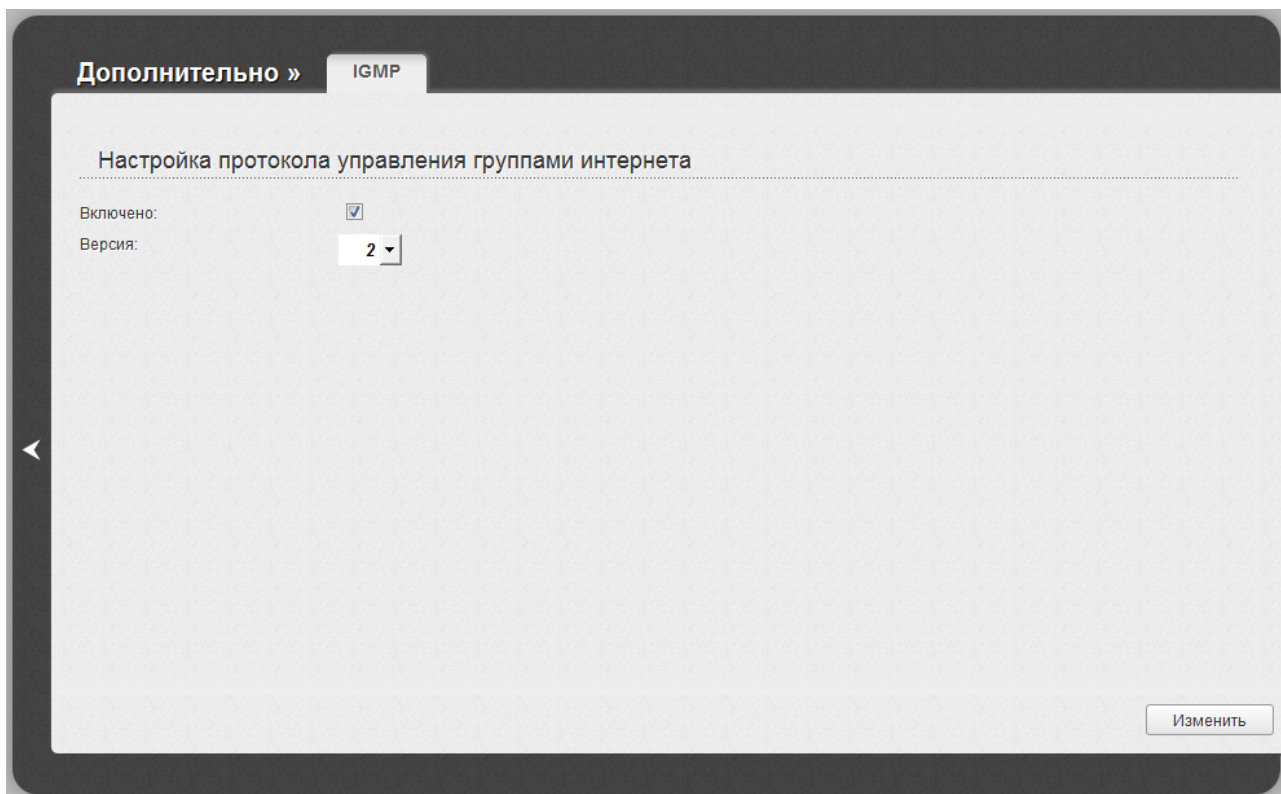 Дополнительно »
IGMP
Настройка протокола управления группами интернета
Включено:
Версия:
2
Изменить